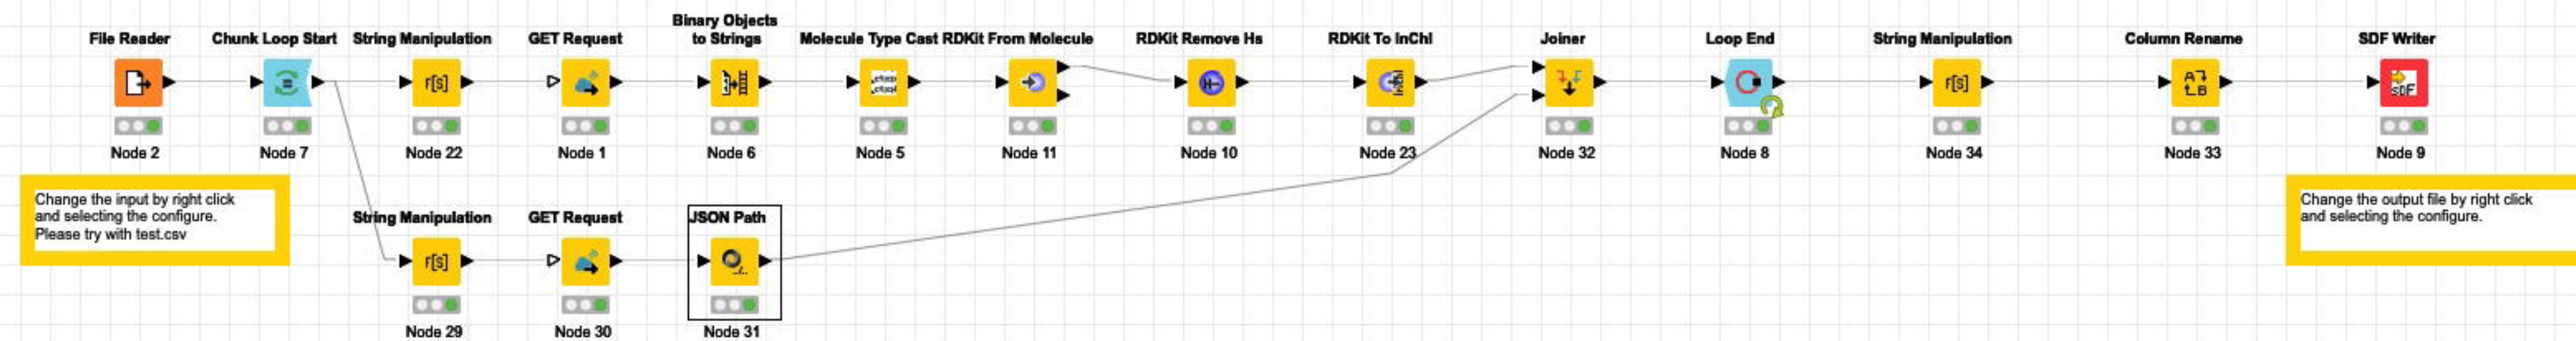 Binary Objects
File Reader Chunk Loop Start String Manipulation GET Request to Strings Molecule Type Cast RDKit From Molecule RDKit Remove Hs RDKit To InChI Joiner Loop End String Manipulation Column Rename SDF Writer
f[s] f[s] A B SDF
Node 2 Node 7 Node 22 Node 1 Node 6 Node 5 Node 11 Node 10 Node 23 Node 32 Node 8 Node 34 Node 33 Node 9
Change the input by right click
and selecting the configure.
Please try with test.csv
Change the output file by right click
and selecting the configure.
String Manipulation GET Request JSON Path
f[s]
Node 29 Node 30 Node 31